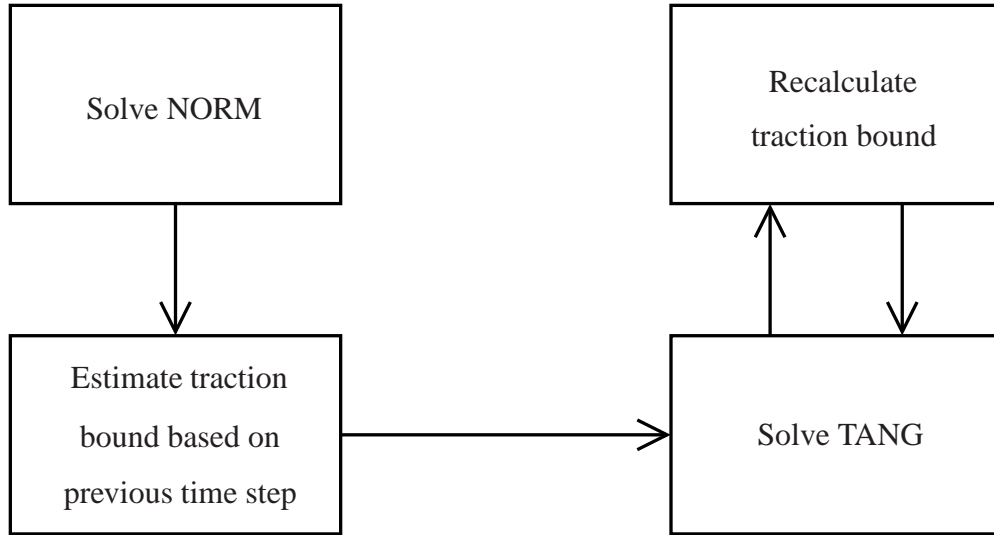 Solve NORM
Estimate traction
bound based on
previous time step
Solve TANG
Recalculate
traction bound